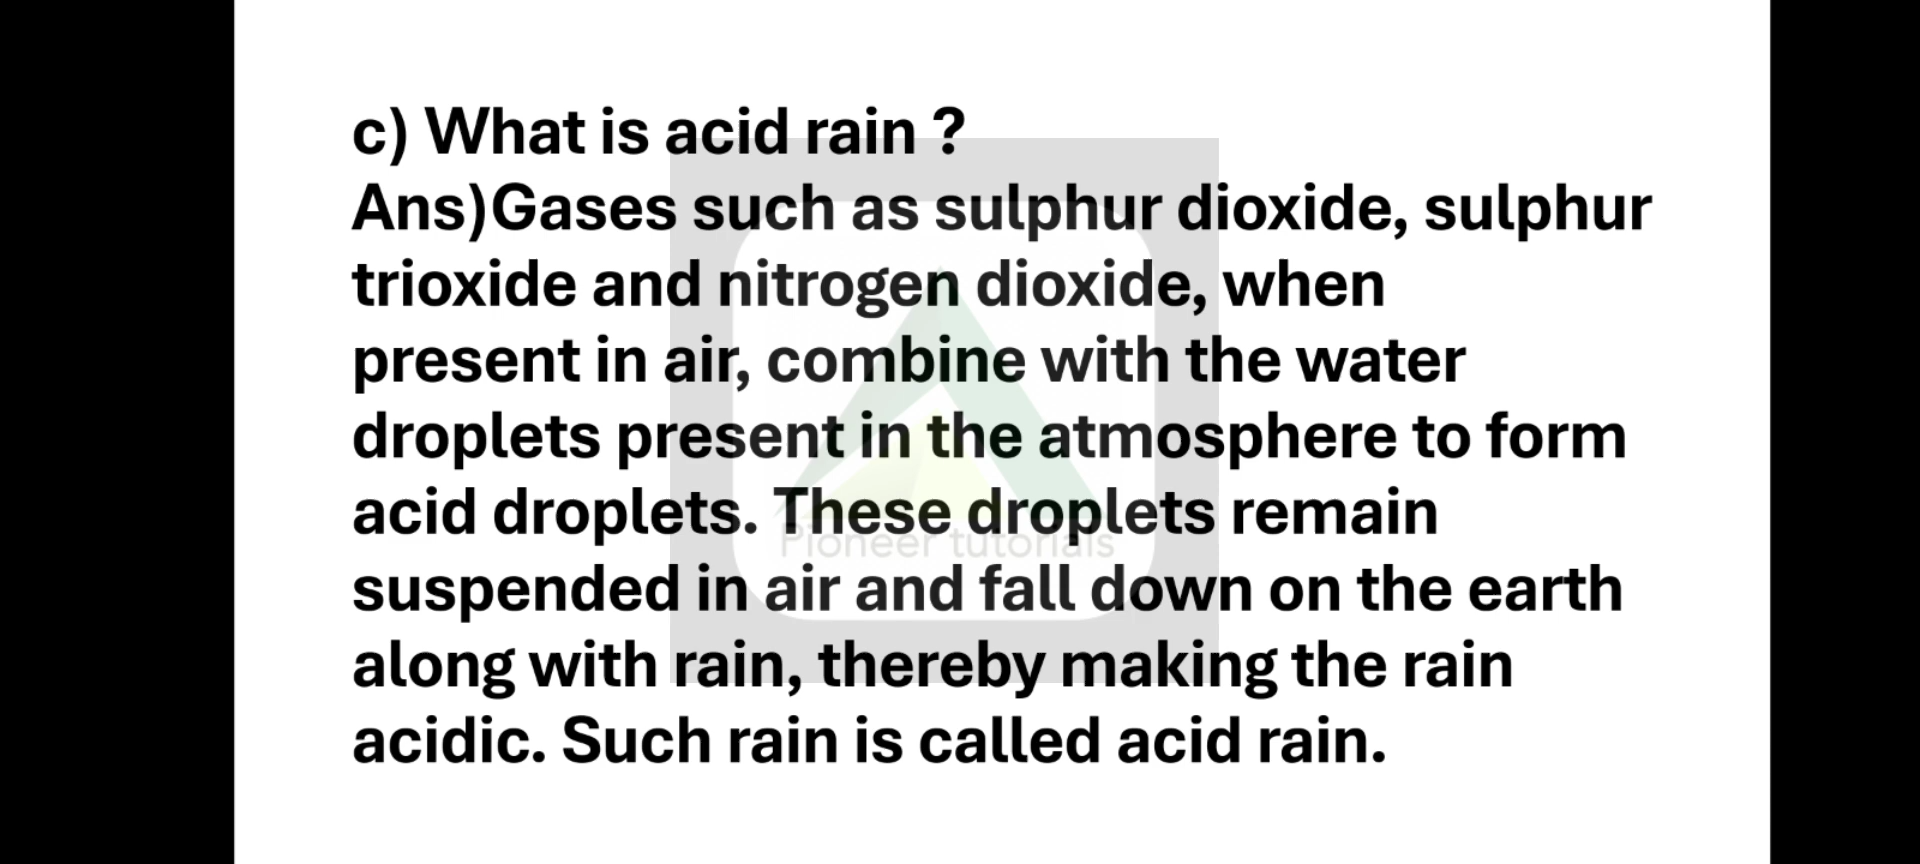 c) What is acid rain ?
Ans)Gases such as sulphur dioxide, sulphur
trioxide and nitrogen dioxide, when
present in air, combine with the water
droplets present in the atmosphere to form
acid droplets. These droplets remain
Pioneer tutorials
suspended in air and fall down on the earth
along with rain, thereby making the rain
acidic. Such rain is called acid rain.